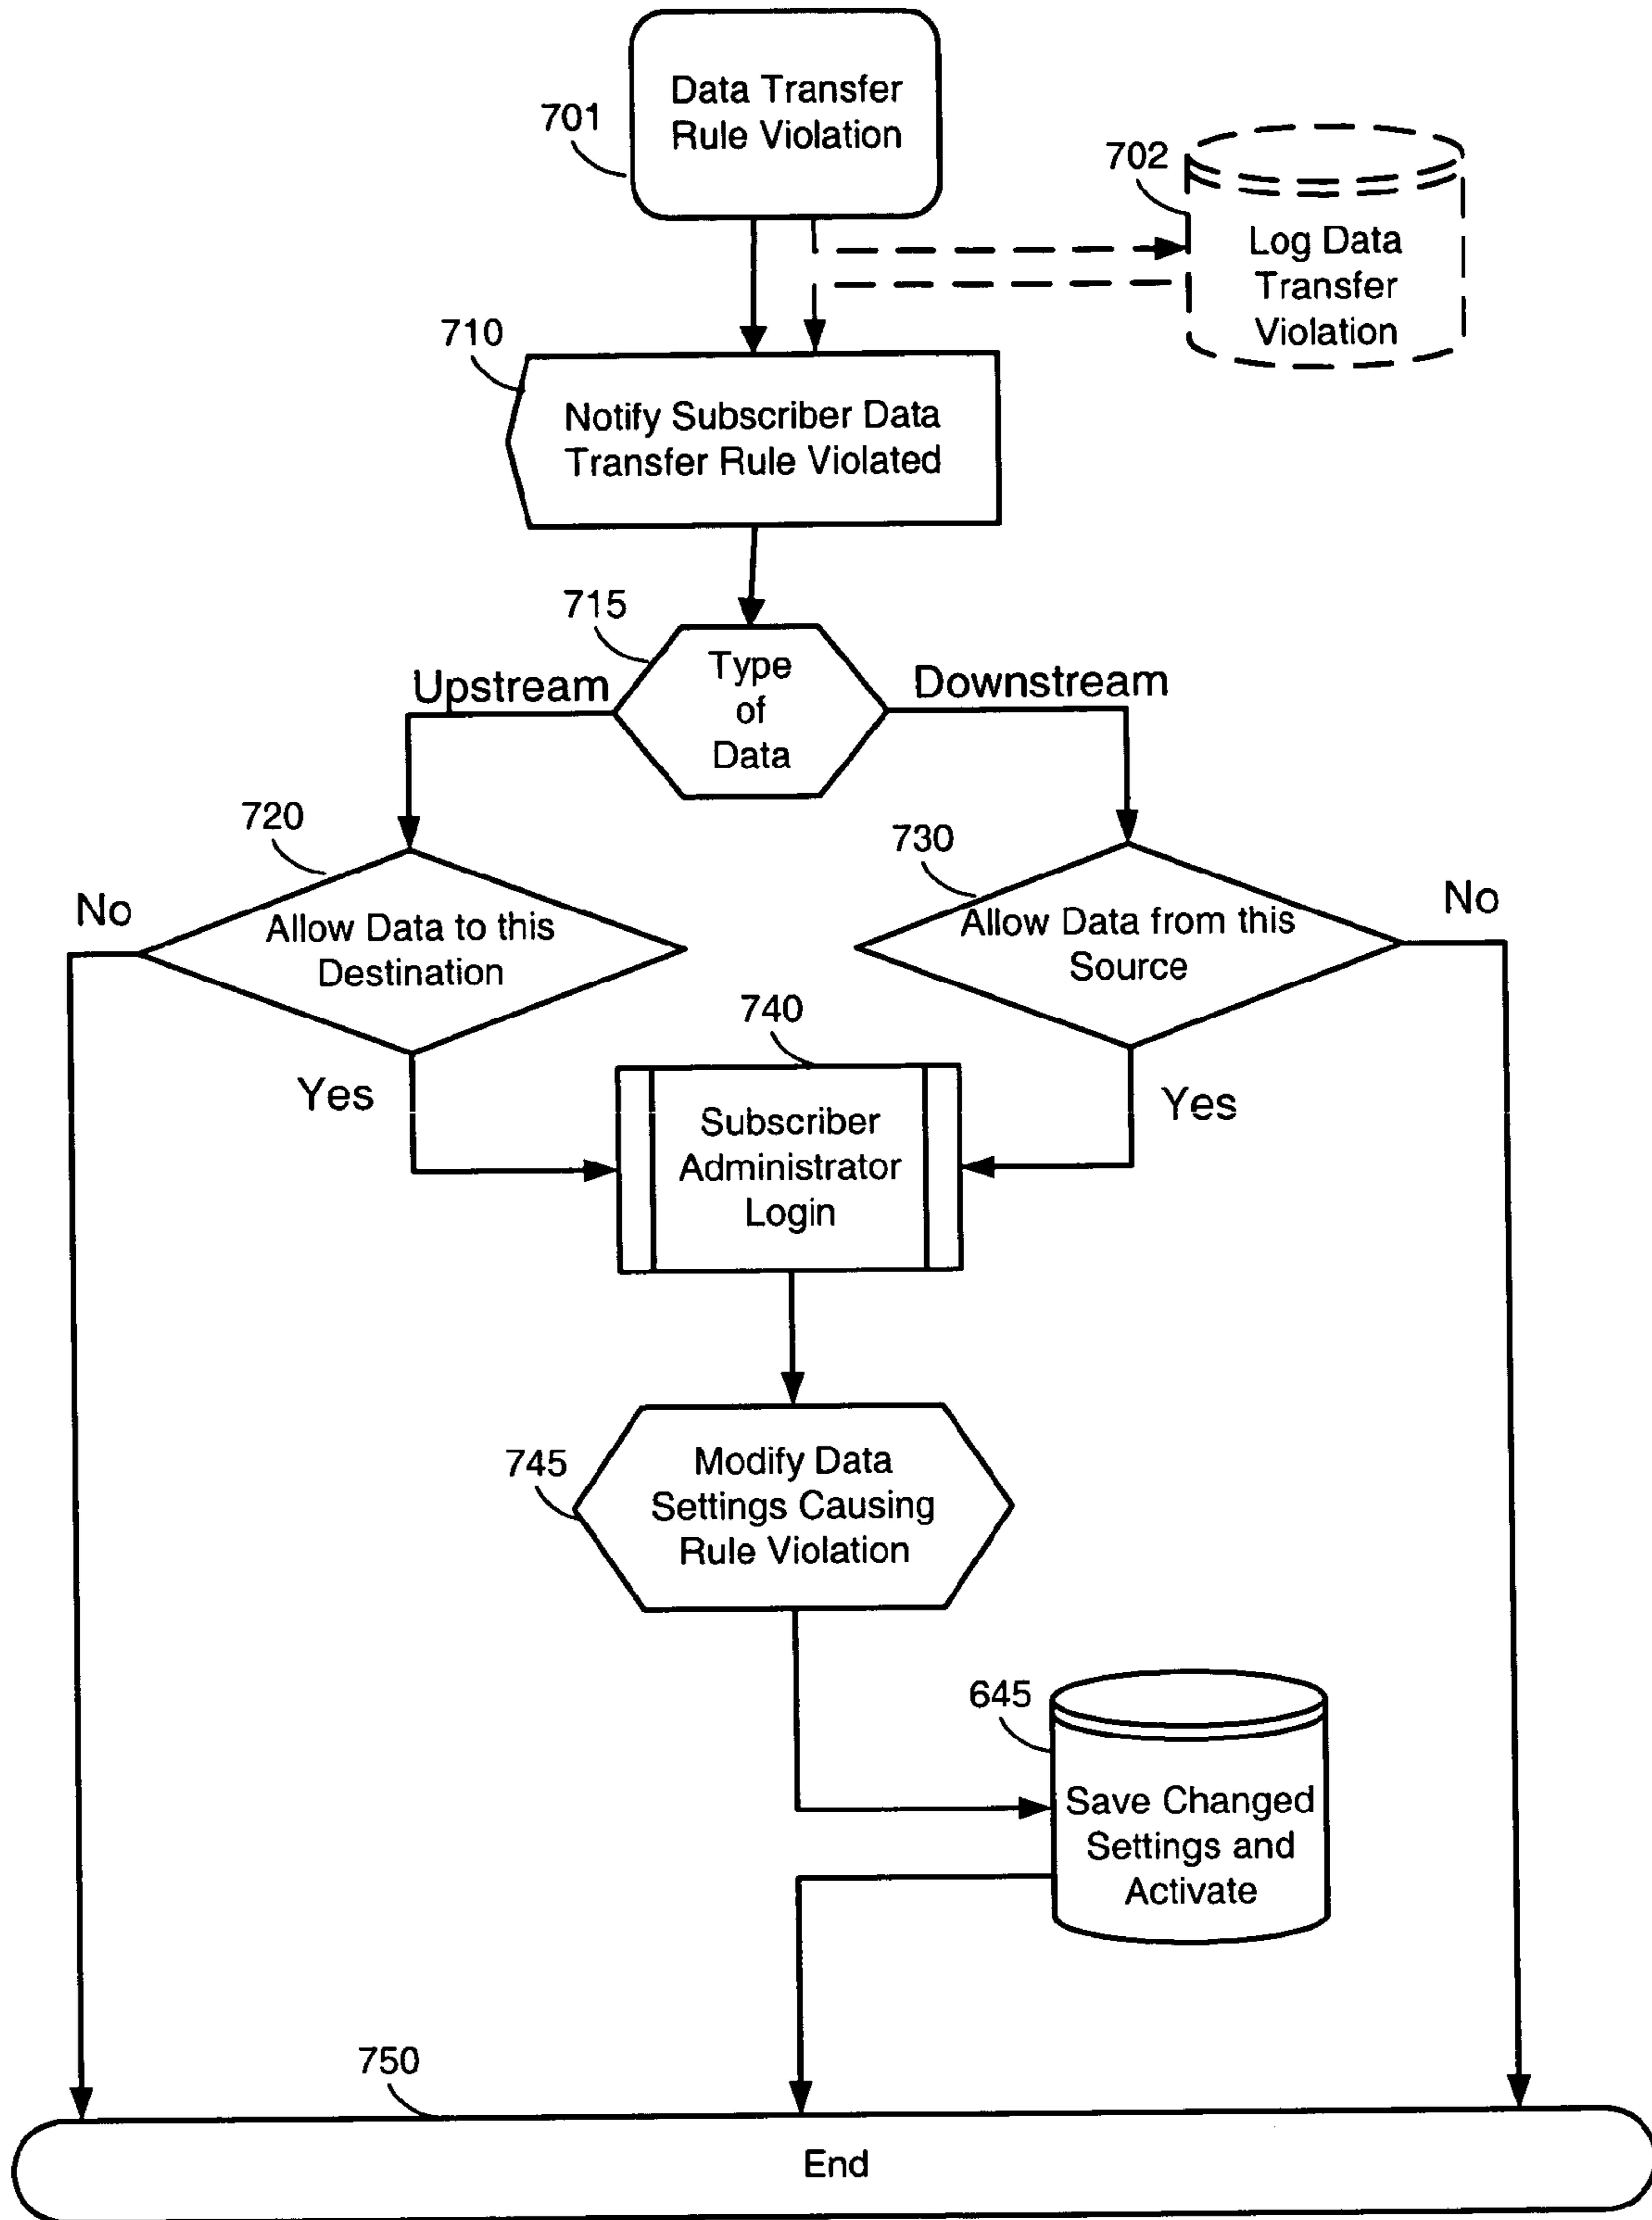 Data Transfer
Rule Violation
701
702
Log Data
Transfer
Violation
710
Notify Subscriber Data
Transfer Rule Violated
715
Type
of
Data
Upstream
Downstream
720
730
No
Allow Data to this
Destination
Allow Data from this
Source
No
740
Yes
Subscriber
Administrator
Login
Yes
745
Modify Data
Settings Causing
Rule Violation
645
Save Changed
Settings and
Activate
750
End